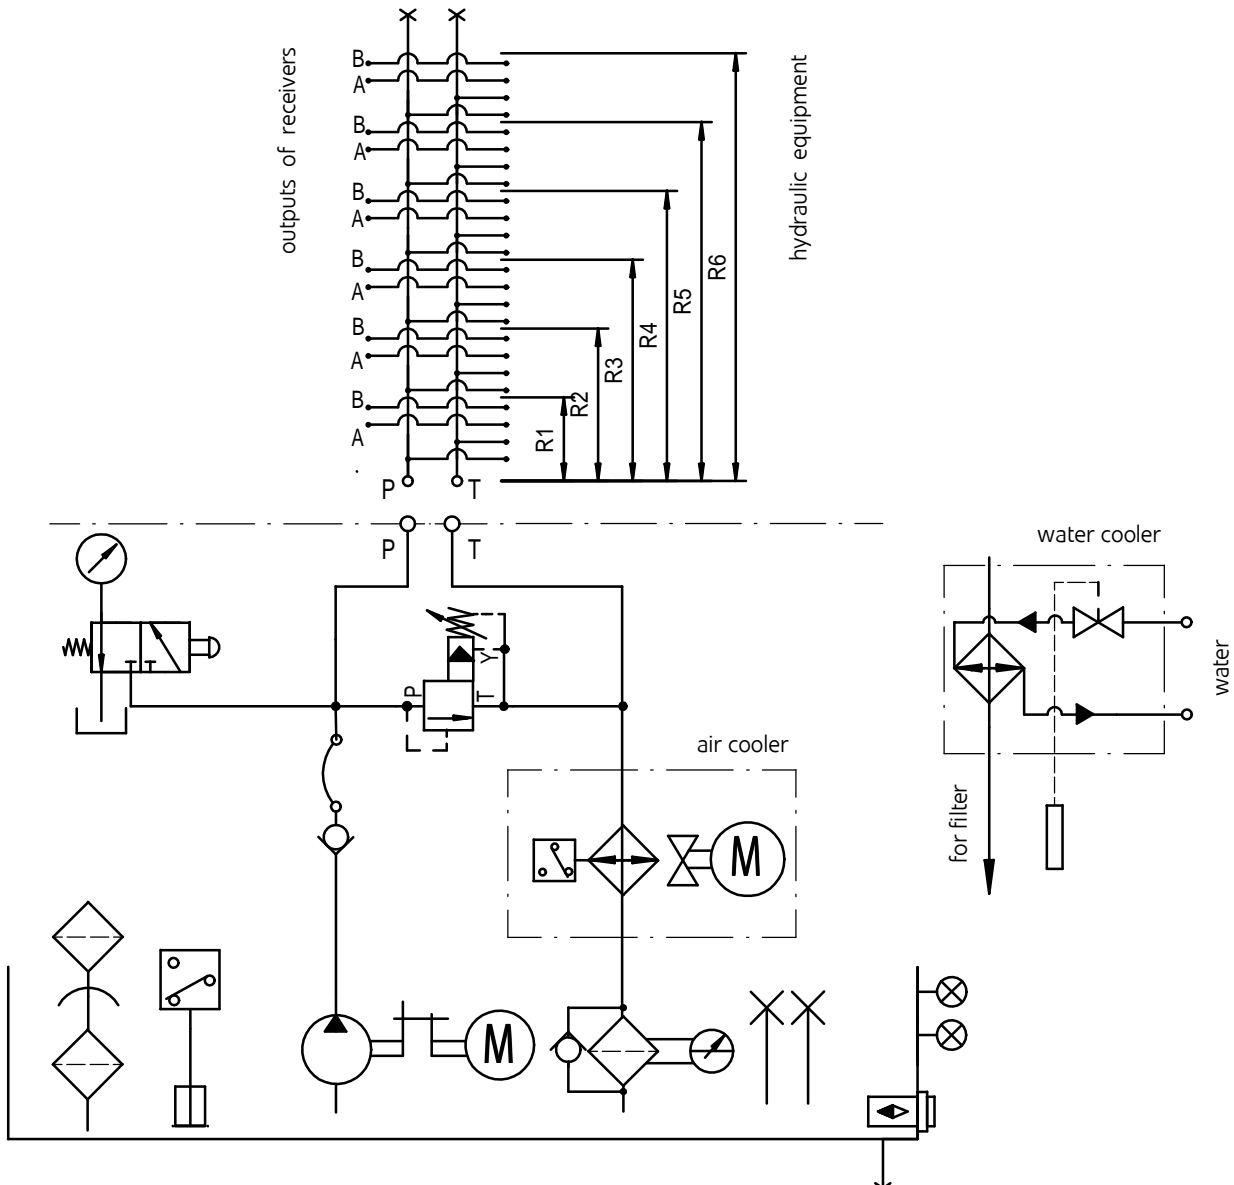 outputs of receivers
hydraulic equipment
B
A
B
A
B
A
B
A
B
A
B
A
R6
R5
R4
R3
R2
R1
P T
P T
water cooler
water
for filter
P
T
Y
air cooler
M
M